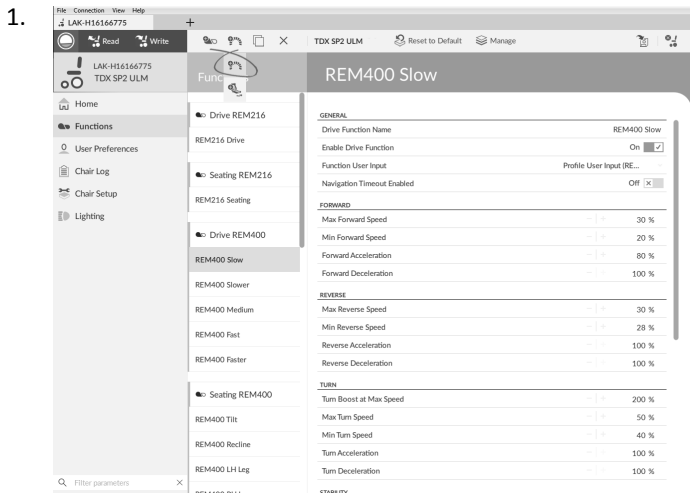 1.
File Connection View Help
LAK-H16166775 +
Read Write TDX SP2 ULM Reset to Default Manage
LAK-H16166775
TDX SP2 ULM
REM400 Slow
Home
Functions
User Preferences
Chair Log
Chair Setup
Lighting
Filter parameters
Drive REM216
REM216 Drive
Seating REM216
REM216 Seating
Drive REM400
REM400 Slow
REM400 Slower
REM400 Medium
REM400 Fast
REM400 Faster
Seating REM400
REM400 Tilt
REM400 Recline
REM400 LH Leg
GENERAL
Drive Function Name REM400 Slow
Enable Drive Function On
Function User Input Profile User Input (RE...
Navigation Timeout Enabled Off
FORWARD
Max Forward Speed - + 30 %
Min Forward Speed - + 20 %
Forward Acceleration - + 80 %
Forward Deceleration - + 100 %
REVERSE
Max Reverse Speed - + 30 %
Min Reverse Speed - + 28 %
Reverse Acceleration - + 100 %
Reverse Deceleration - + 100 %
TURN
Turn Boost at Max Speed - + 200 %
Max Turn Speed - + 50 %
Min Turn Speed - + 40 %
Turn Acceleration - + 100 %
Turn Deceleration - + 100 %
STABILITY